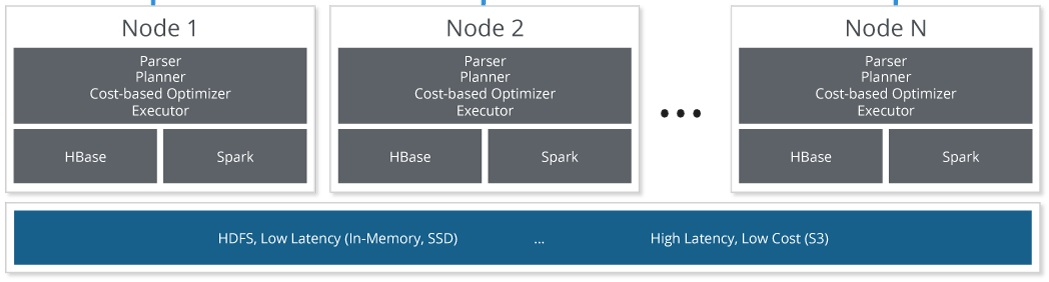 Node 1
Parser
Planner
Cost-based Optimizer
Executor
HBase
Spark
Node 2
Parser
Planner
Cost-based Optimizer
Executor
HBase
Spark
...
Node N
Parser
Planner
Cost-based Optimizer
Executor
HBase
Spark
HDFS, Low Latency (In-Memory, SSD) ... High Latency, Low Cost (S3)